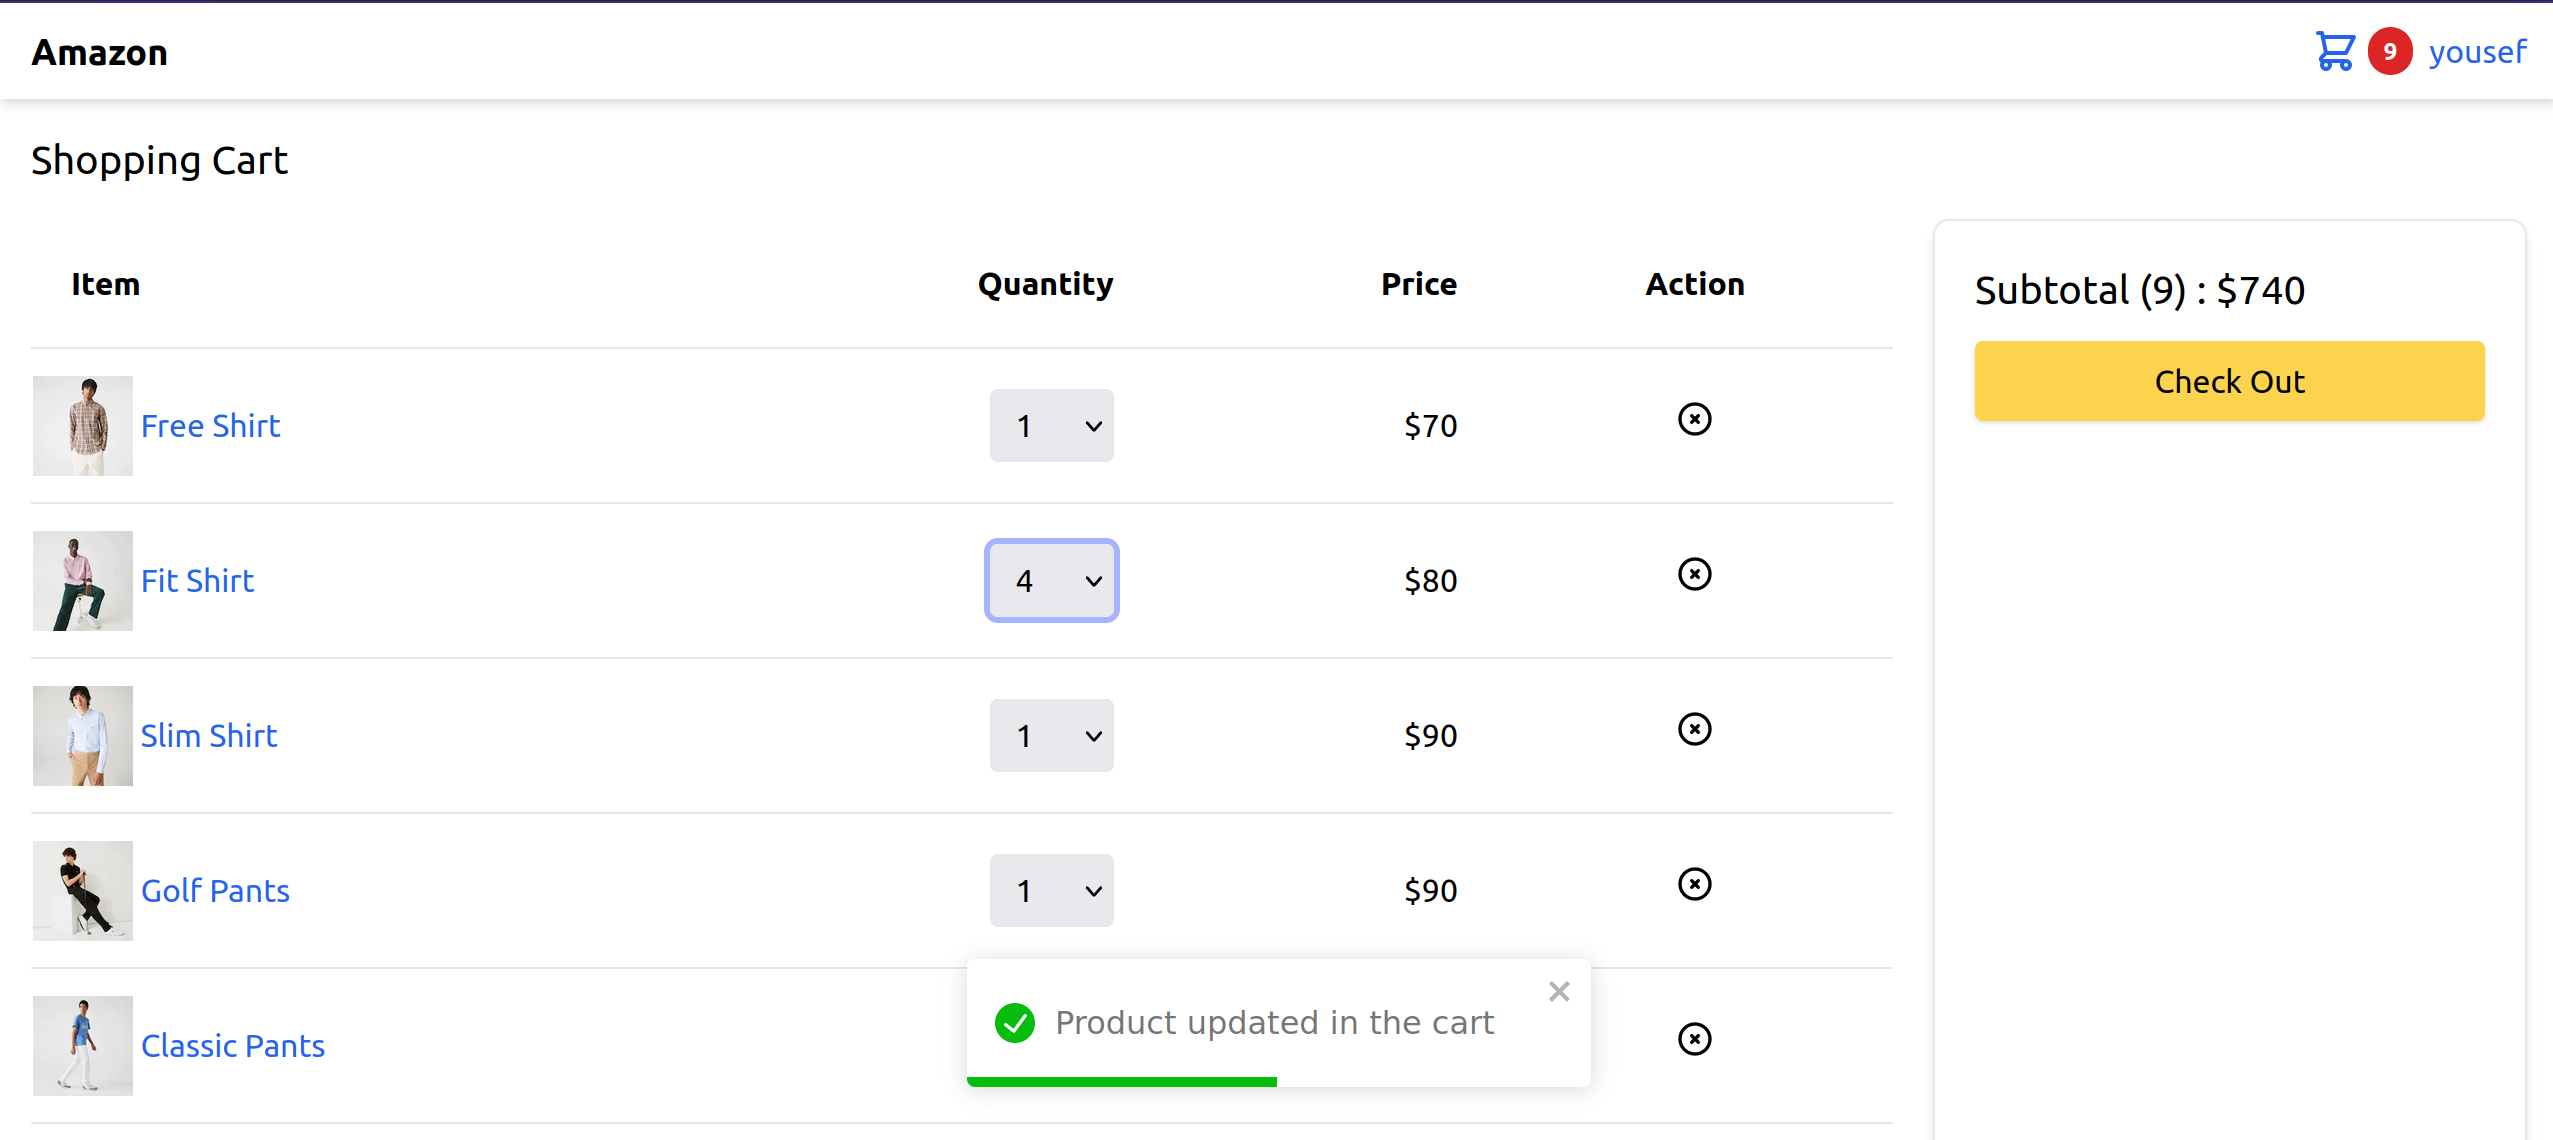 Amazon 9 yousef
Shopping Cart
Item Quantity Price Action
Subtotal (9) : $740
Check Out
Free Shirt 1 $70
Fit Shirt 4 $80
Slim Shirt 1 $90
Golf Pants 1 $90
Product updated in the cart
Classic Pants